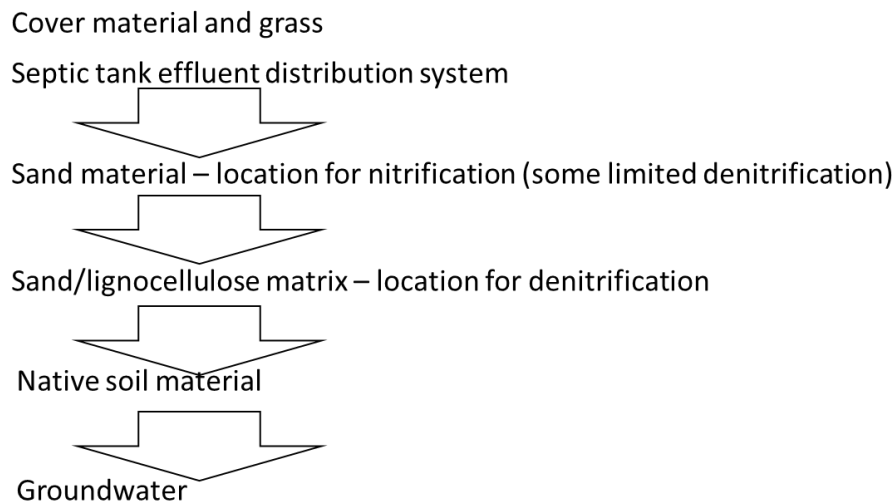 Cover material and grass
Septic tank effluent distribution system
Sand material – location for nitrification (some limited denitrification)
Sand/lignocellulose matrix – location for denitrification
Native soil material
Groundwater